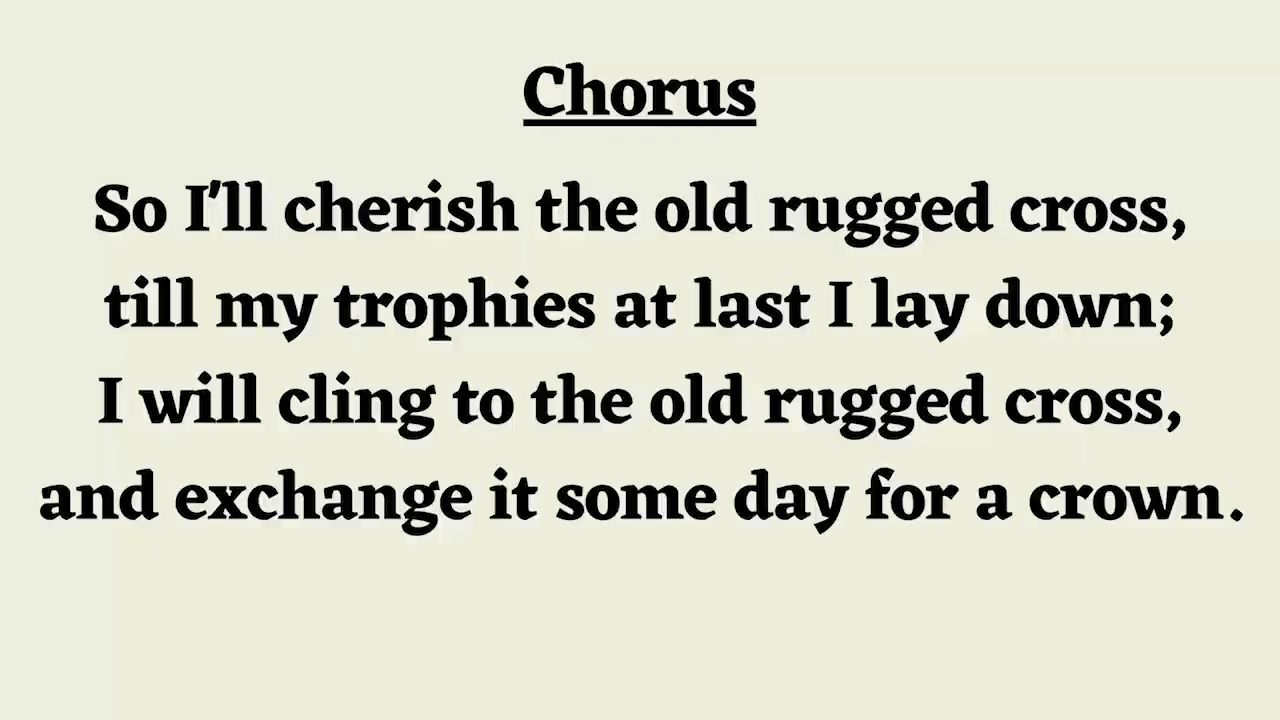 Chorus
So I'll cherish the old rugged cross,
till my trophies at last I lay down;
I will cling to the old rugged cross,
and exchange it some day for a crown.